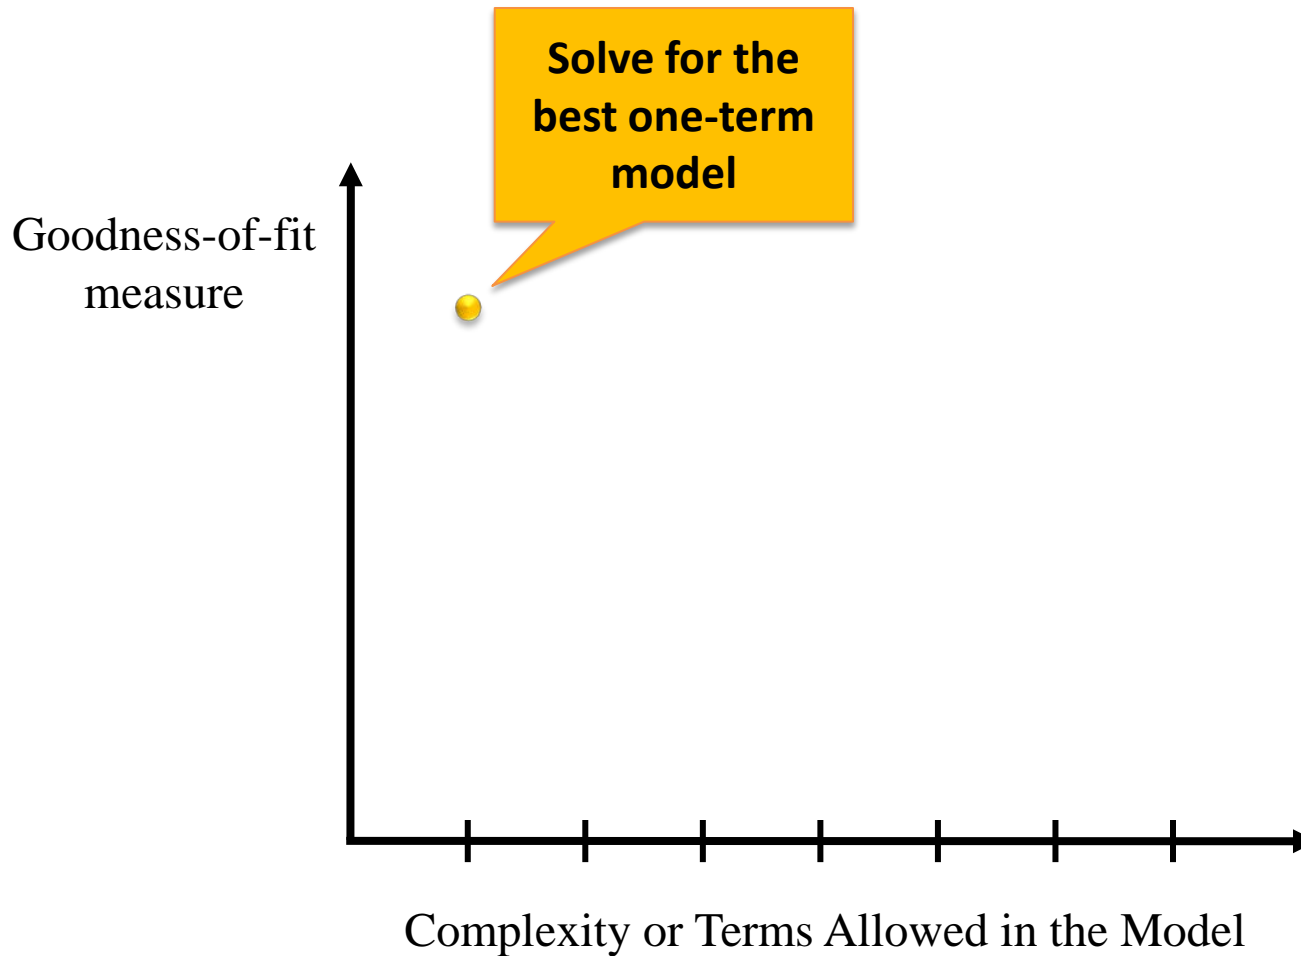 Solve for the
best one-term
model
Goodness-of-fit
measure
Complexity or Terms Allowed in the Model